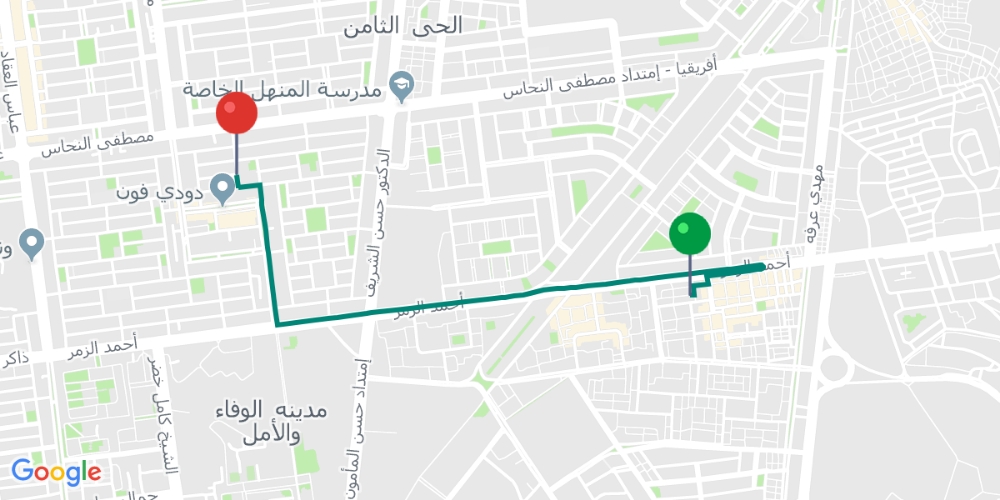 الحى الثامن
عباس العقاد
مدرسة المنهل الخاصة
أفريقيا - إمتداد مصطفى النحاس
مصطفى النحاس
دودي فون
الدكتور حسن الشريف
مهدي عرفه
أحمد الزمر
أحمد الزمر
ذاكر
أحمد الزمر
الشيخ كامل خضر
إمتداد حسن المأمون
مدينه الوفاء
والأمل
Google